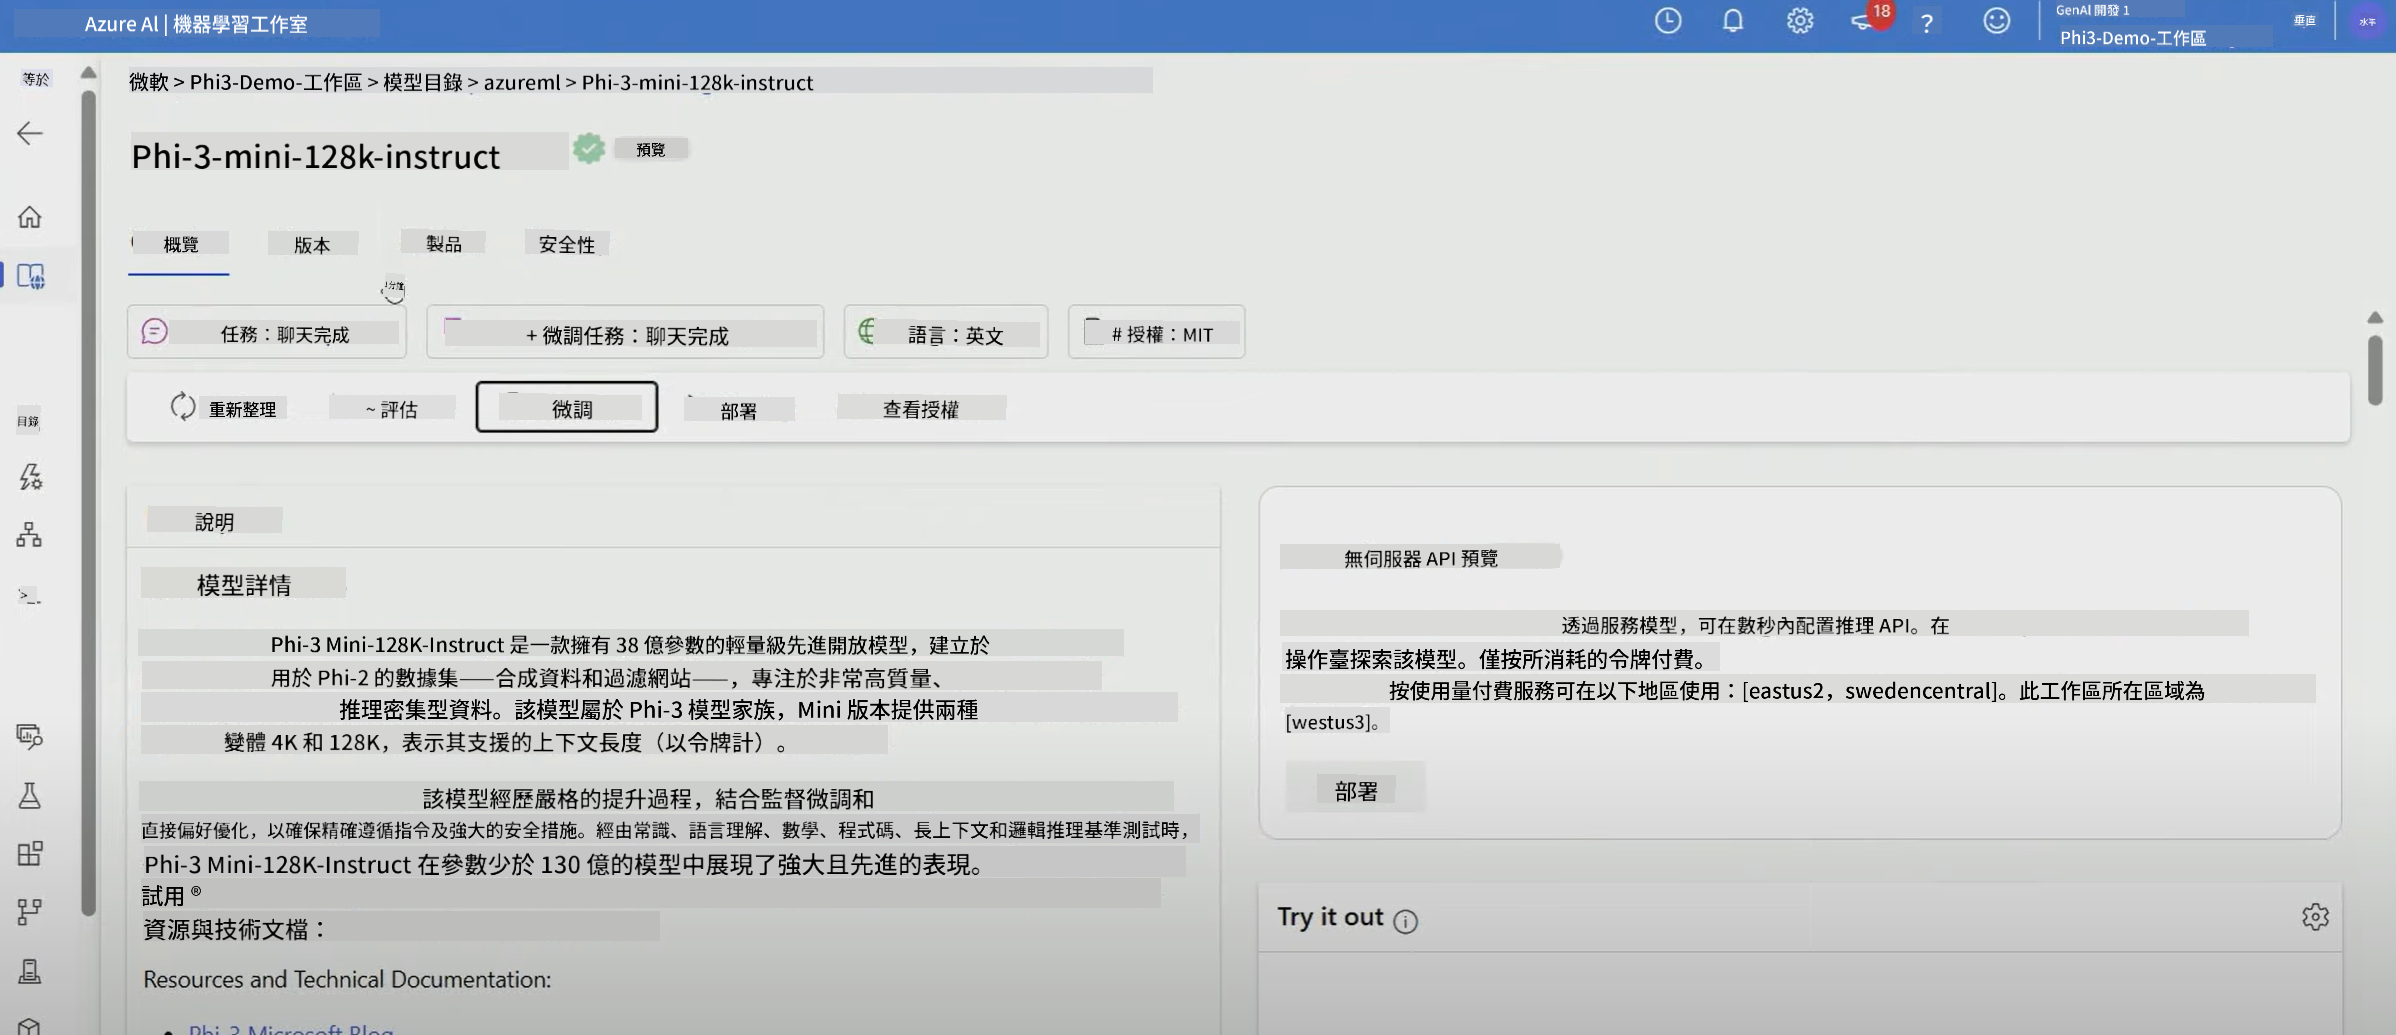 Azure AI | 機器學習工作室
18
?
GenAI 開發 1
Phi3-Demo-工作區
垂直
水平
等於
微軟 > Phi3-Demo-工作區 > 模型目錄 > azureml > Phi-3-mini-128k-instruct
Phi-3-mini-128k-instruct
預覽
概覽
版本
製品
安全性
任務：聊天完成
+ 微調任務：聊天完成
語言：英文
# 授權：MIT
目錄
重新整理
~ 評估
微調
部署
查看授權
說明
模型詳情
Phi-3 Mini-128K-Instruct 是一款擁有 38 億參數的輕量級先進開放模型，建立於
用於 Phi-2 的數據集——合成資料和過濾網站——，專注於非常高質量、
推理密集型資料。該模型屬於 Phi-3 模型家族，Mini 版本提供兩種
變體 4K 和 128K，表示其支援的上下文長度（以令牌計）。
該模型經歷嚴格的提升過程，結合監督微調和
直接偏好優化，以確保精確遵循指令及強大的安全措施。經由常識、語言理解、數學、程式碼、長上下文和邏輯推理基準測試時，
Phi-3 Mini-128K-Instruct 在參數少於 130 億的模型中展現了強大且先進的表現。
試用 ®
資源與技術文檔：
Resources and Technical Documentation:
Phi-3 Microsoft Blog
無伺服器 API 預覽
透過服務模型，可在數秒內配置推理 API。在
操作臺探索該模型。僅按所消耗的令牌付費。
按使用量付費服務可在以下地區使用：[eastus2，swedencentral]。此工作區所在區域為
[westus3]。
部署
Try it out